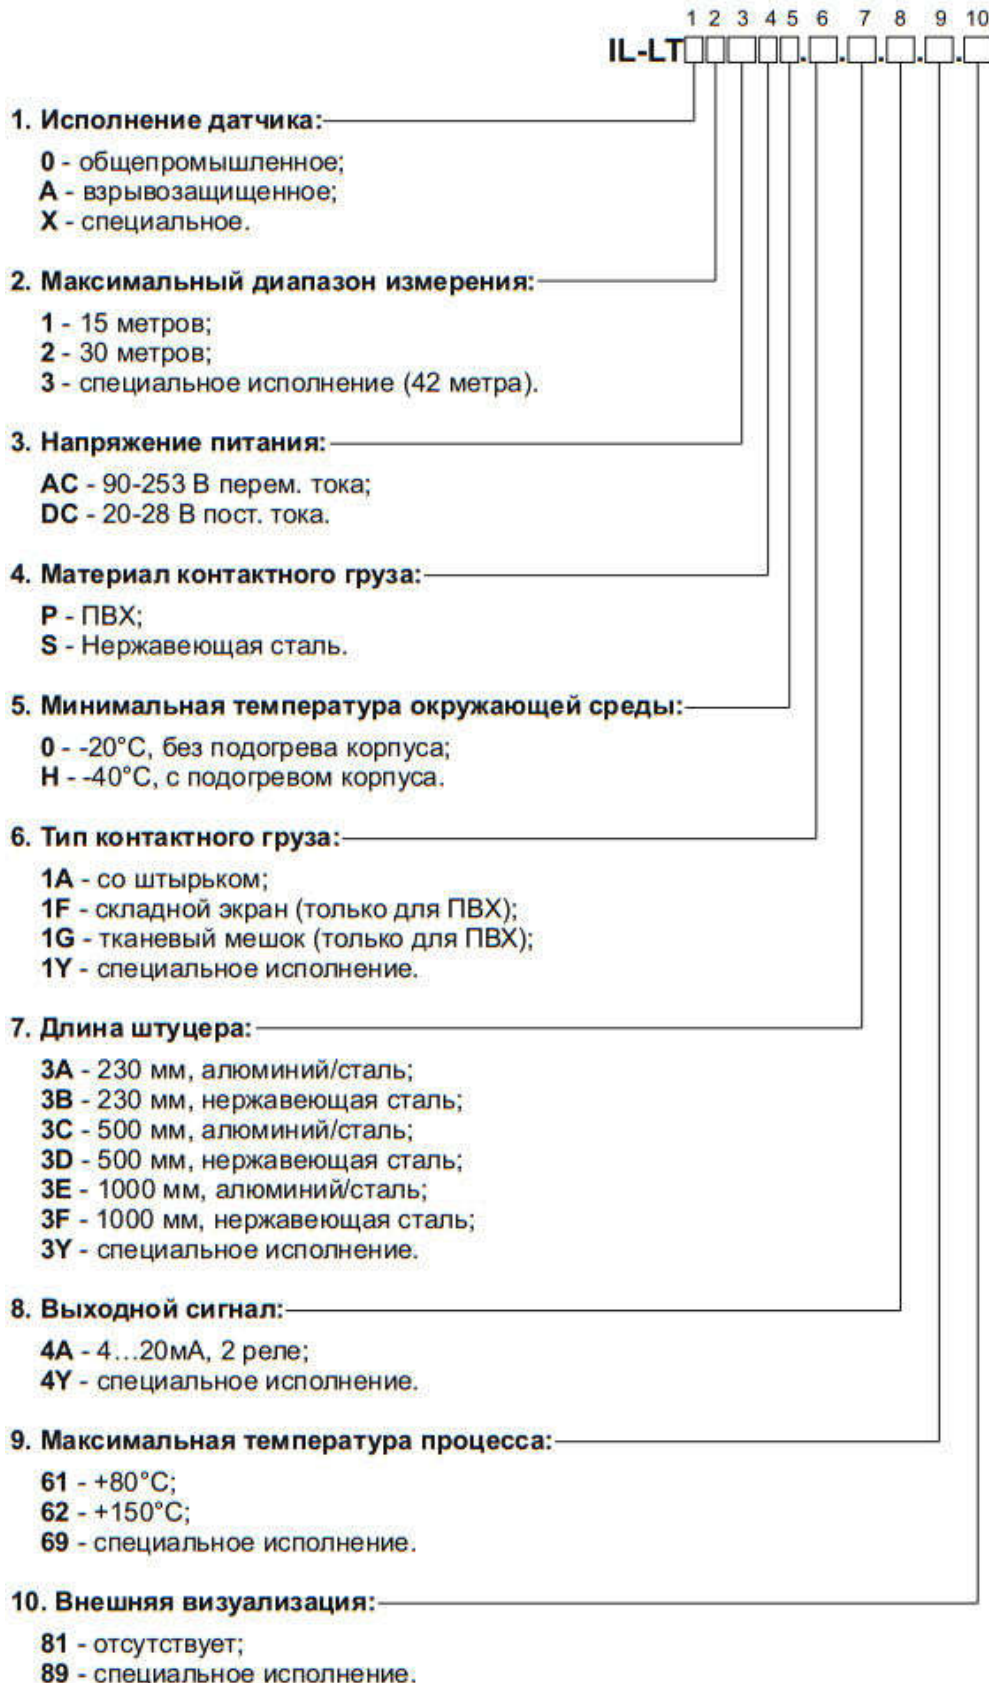 1 2 3 4 5 6 7 8 9 10
IL-LT□□□□□.□.□.□.□.□
1. Исполнение датчика:
0 - общепромышленное;
A - взрывозащищенное;
X - специальное.
2. Максимальный диапазон измерения:
1 - 15 метров;
2 - 30 метров;
3 - специальное исполнение (42 метра).
3. Напряжение питания:
AC - 90-253 В перем. тока;
DC - 20-28 В пост. тока.
4. Материал контактного груза:
P - ПВХ;
S - Нержавеющая сталь.
5. Минимальная температура окружающей среды:
0 - -20°C, без подогрева корпуса;
H - -40°C, с подогревом корпуса.
6. Тип контактного груза:
1A - со штырьком;
1F - складной экран (только для ПВХ);
1G - тканевый мешок (только для ПВХ);
1Y - специальное исполнение.
7. Длина штуцера:
3A - 230 мм, алюминий/сталь;
3B - 230 мм, нержавеющая сталь;
3C - 500 мм, алюминий/сталь;
3D - 500 мм, нержавеющая сталь;
3E - 1000 мм, алюминий/сталь;
3F - 1000 мм, нержавеющая сталь;
3Y - специальное исполнение.
8. Выходной сигнал:
4A - 4...20мА, 2 реле;
4Y - специальное исполнение.
9. Максимальная температура процесса:
61 - +80°C;
62 - +150°C;
69 - специальное исполнение.
10. Внешняя визуализация:
81 - отсутствует;
89 - специальное исполнение.